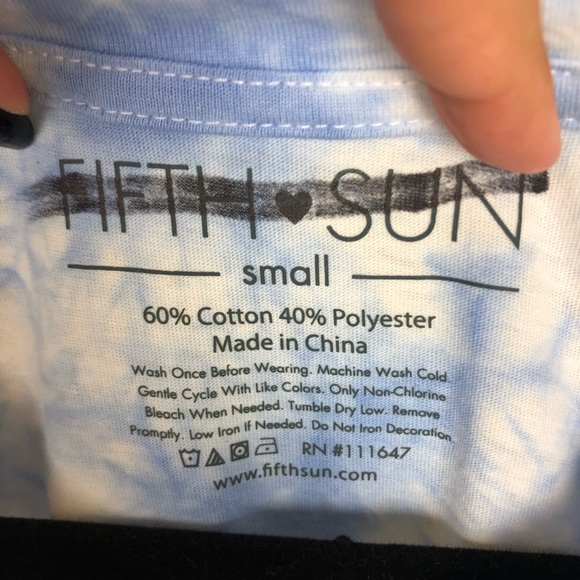 FIFTH ♥ SUN
small
60% Cotton 40% Polyester
Made in China
Wash Once Before Wearing. Machine Wash Cold.
Gentle Cycle With Like Colors. Only Non-Chlorine
Bleach When Needed. Tumble Dry Low. Remove
Promptly. Low Iron If Needed. Do Not Iron Decoration.
RN #111647
www.fifthsun.com